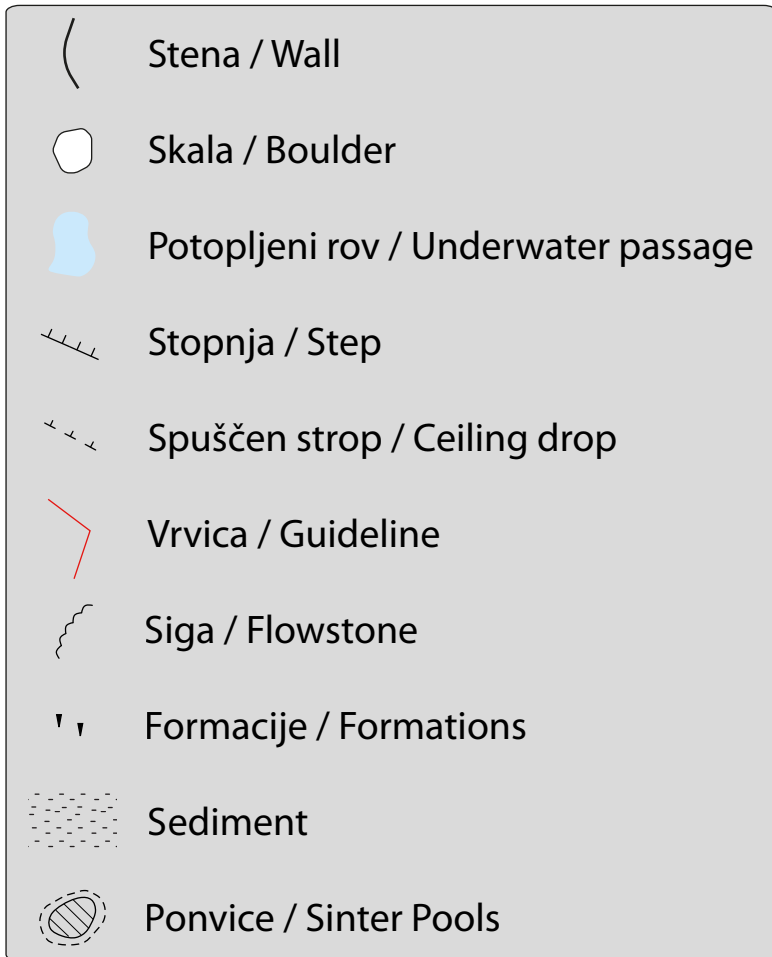 Stena / Wall
Skala / Boulder
Potopljeni rov / Underwater passage
Stopnja / Step
Spuščen strop / Ceiling drop
Vrvica / Guideline
Siga / Flowstone
Formacije / Formations
Sediment
Ponvice / Sinter Pools